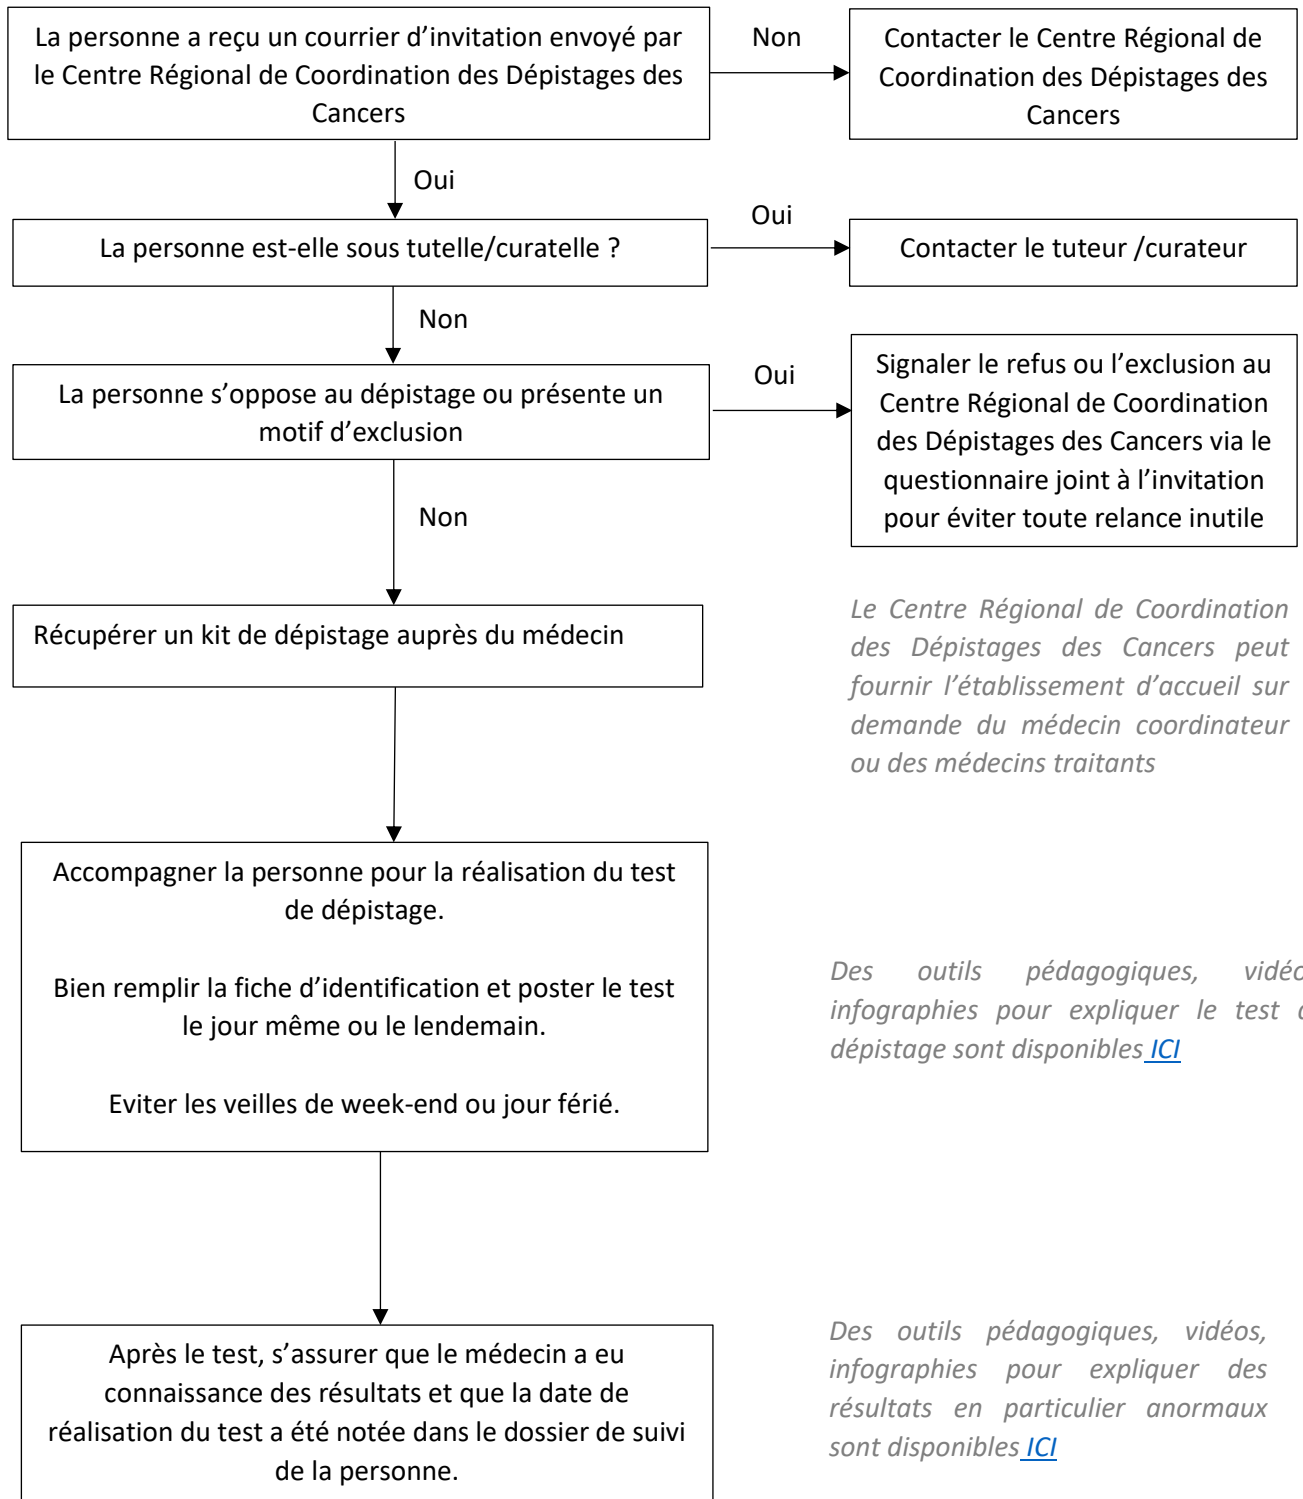 La personne a reçu un courrier d’invitation envoyé par
le Centre Régional de Coordination des Dépistages des
Cancers
Non
Contacter le Centre Régional de
Coordination des Dépistages des
Cancers
Oui
La personne est-elle sous tutelle/curatelle ?
Oui
Contacter le tuteur /curateur
Non
La personne s’oppose au dépistage ou présente un
motif d’exclusion
Oui
Signaler le refus ou l’exclusion au
Centre Régional de Coordination
des Dépistages des Cancers via le
questionnaire joint à l’invitation
pour éviter toute relance inutile
Non
Récupérer un kit de dépistage auprès du médecin
Le Centre Régional de Coordination
des Dépistages des Cancers peut
fournir l’établissement d’accueil sur
demande du médecin coordinateur
ou des médecins traitants
Accompagner la personne pour la réalisation du test
de dépistage.
Bien remplir la fiche d’identification et poster le test
le jour même ou le lendemain.
Eviter les veilles de week-end ou jour férié.
Des outils pédagogiques,
infographies pour expliquer le test
dépistage sont disponibles ICI
Après le test, s’assurer que le médecin a eu
connaissance des résultats et que la date de
réalisation du test a été notée dans le dossier de suivi
de la personne.
Des outils pédagogiques, vidéos,
infographies pour expliquer des
résultats en particulier anormaux
sont disponibles ICI